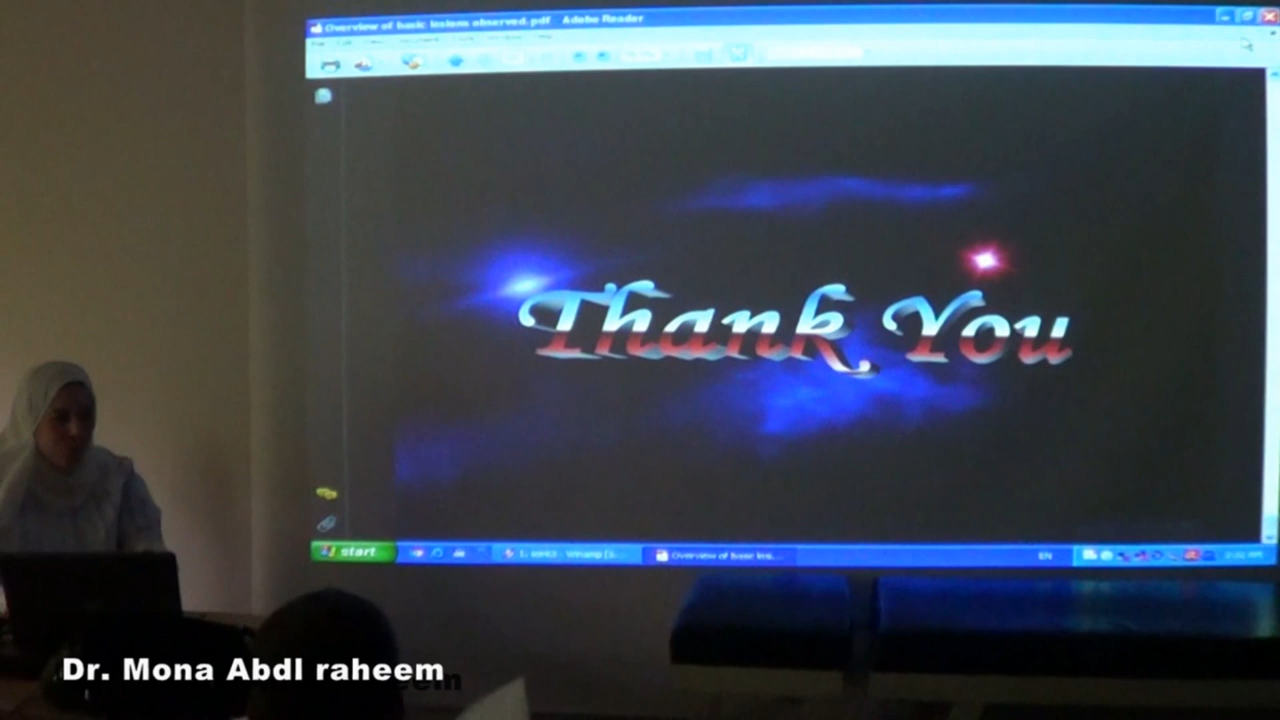 Overview of basic lesions observed.pdf - Adobe Reader
Thank You
start
Overview of basic les...
EN
Dr. Mona Abdl raheem